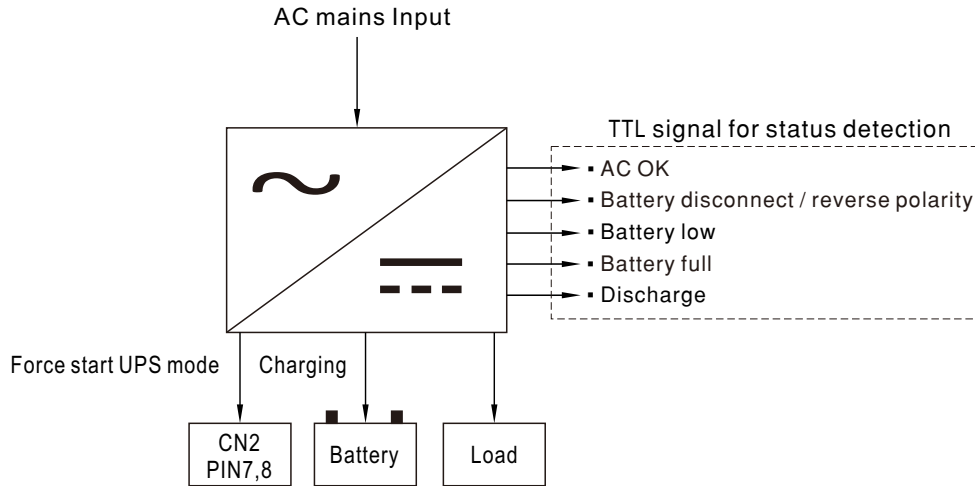 AC mains Input
TTL signal for status detection
▪ AC OK
▪ Battery disconnect / reverse polarity
▪ Battery low
▪ Battery full
▪ Discharge
Force start UPS mode
Charging
CN2
PIN7,8
Battery
Load